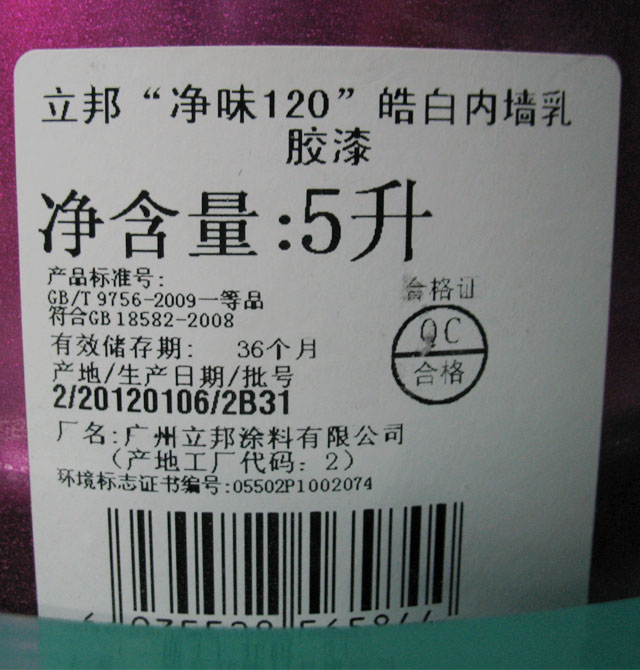 立邦“净味120”皓白内墙乳
胶漆
净含量:5升
产品标准号:
GB/T 9756-2009一等品
符合GB 18582-2008
合格证
QC
合格
有效储存期: 36个月
产地/生产日期/批号
2/20120106/2B31
厂名:广州立邦涂料有限公司
(产地工厂代码: 2)
环境标志证书编号:05502P1002074